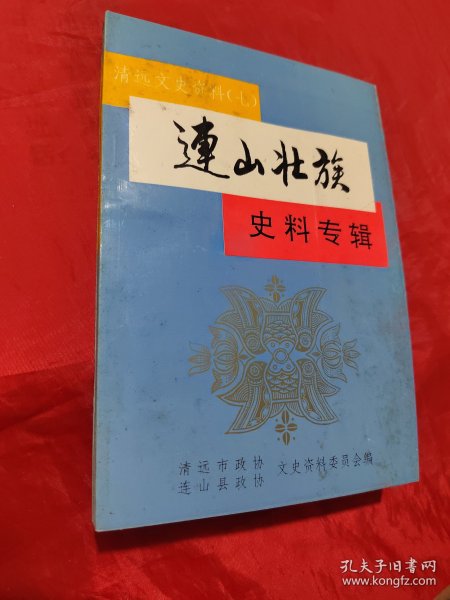 清远文史资料(七)
連山壮族
史料专辑
清远市政协
连山县政协
文史资料委员会编
孔夫子旧书网
www.kongfz.com